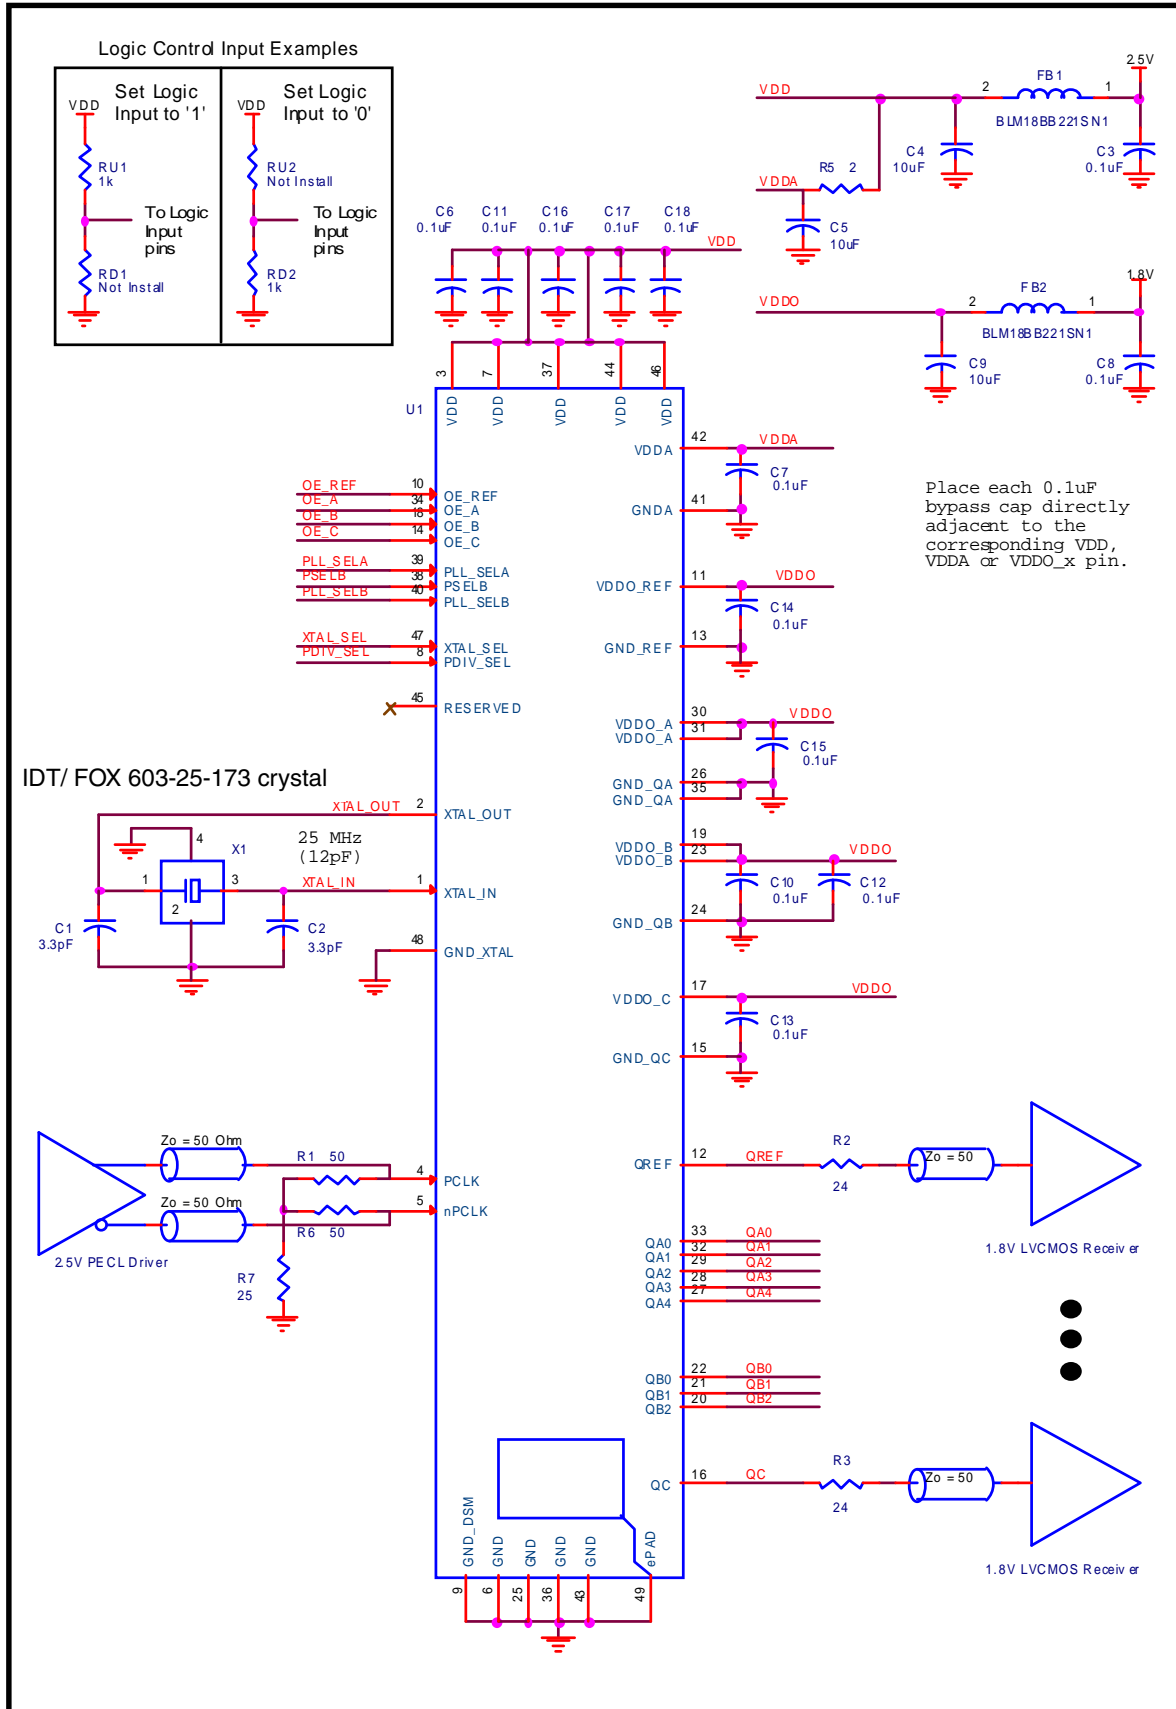 Logic Control Input Examples
Set Logic
Input to '1'
VDD
RU1
1k
To Logic
Input
pins
RD1
Not Install
Set Logic
Input to '0'
VDD
RU2
Not Install
To Logic
Input
pins
RD2
1k
2.5V
FB1
VDD
2
1
BLM18BB221SN1
C4
10uF
C3
0.1uF
R5 2
VDDA
C5
10uF
1.8V
FB2
VDDO
2
1
BLM18BB221SN1
C9
10uF
C8
0.1uF
C6
0.1uF
C11
0.1uF
C16
0.1uF
C17
0.1uF
C18
0.1uF
VDD
3
7
37
44
46
U1
VDD
VDD
VDD
VDD
VDD
OE_REF 10 OE_REF
OE_A 34 OE_A
OE_B 18 OE_B
OE_C 14 OE_C
PLL_SELA 39 PLL_SELA
PSELB 38 PSELB
PLL_SELB 40 PLL_SELB
XTAL_SEL 47 XTAL_SEL
PDIV_SEL 8 PDIV_SEL
45 RESERVED
VDDA 42 VDDA
C7
0.1uF
GNDA 41
Place each 0.1uF
bypass cap directly
adjacent to the
corresponding VDD,
VDDA or VDDO_x pin.
VDDO_REF 11 VDDO
C14
0.1uF
GND_REF 13
VDDO_A 30 VDDO
VDDO_A 31
C15
0.1uF
GND_QA 26
GND_QA 35
IDT/ FOX 603-25-173 crystal
XTAL_OUT 2 XTAL_OUT
4
X1
25 MHz
(12pF)
1
3
2
XTAL_IN 1 XTAL_IN
C1
3.3pF
C2
3.3pF
48 GND_XTAL
VDDO_B 19
VDDO_B 23 VDDO
C10
0.1uF
C12
0.1uF
GND_QB 24
VDDO_C 17 VDDO
C13
0.1uF
GND_QC 15
Zo = 50 Ohm
R1 50
4 PCLK
Zo = 50 Ohm
5 nPCLK
R6 50
2.5V PECL Driver
R7
25
QREF 12 QREF
R2
24
Zo = 50
1.8V LVCMOS Receiver
QA0 33 QA0
QA1 32 QA1
QA2 29 QA2
QA3 28 QA3
QA4 27 QA4
QB0 22 QB0
QB1 21 QB1
QB2 20 QB2
QC 16 QC
R3
24
Zo = 50
1.8V LVCMOS Receiver
GND_DSM
GND
GND
GND
GND
ePAD
9
6
25
36
43
49